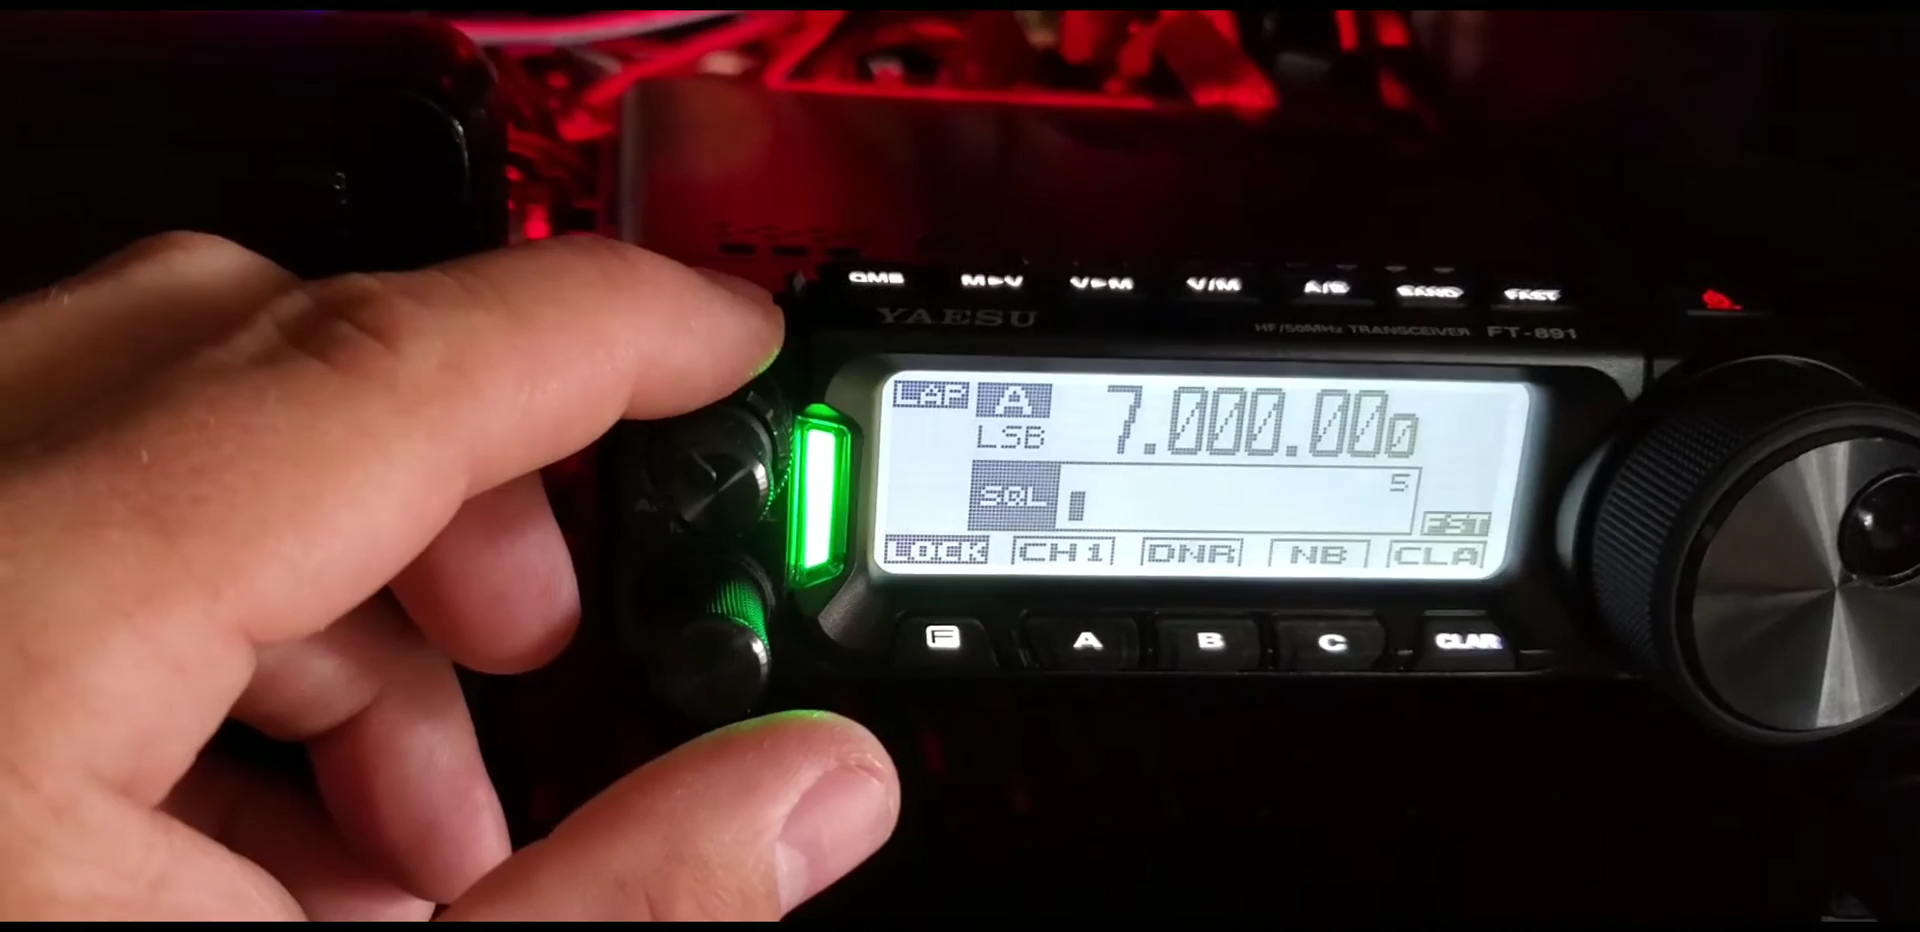 QMB M►V V►M V/M A/B BAND FAST
YAESU
HF/50MHz TRANSCEIVER FT-891
LAP A 7.000.000
LSB
SQL 5
FST
LOCK CH1 DNR NB CLA
F A B C CLAR